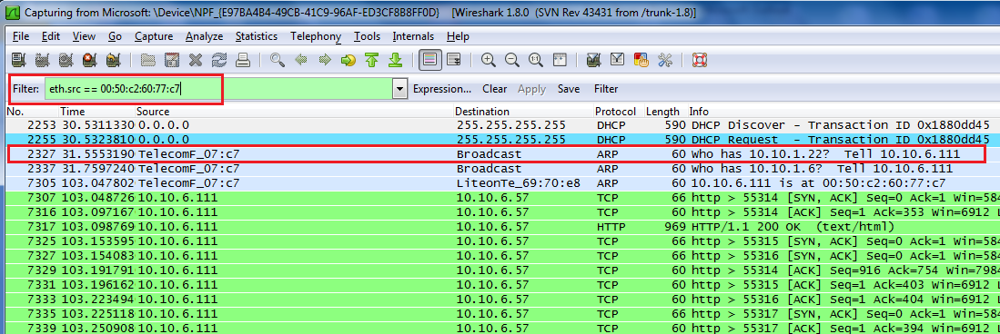 Capturing from Microsoft: \Device\NPF_{E97BA4B4-49CB-41C9-96AF-ED3CF8B8FF0D} [Wireshark 1.8.0 (SVN Rev 43431 from /trunk-1.8)]
File Edit View Go Capture Analyze Statistics Telephony Tools Internals Help
Filter: eth.src == 00:50:c2:60:77:c7 Expression... Clear Apply Save Filter
No. Time Source Destination Protocol Length Info
2253 30.5311330 0.0.0.0 255.255.255.255 DHCP 590 DHCP Discover - Transaction ID 0x1880dd45
2255 30.5323810 0.0.0.0 255.255.255.255 DHCP 590 DHCP Request - Transaction ID 0x1880dd45
2327 31.5553190 TelecomF_07:c7 Broadcast ARP 60 Who has 10.10.1.22? Tell 10.10.6.111
2337 31.7597240 TelecomF_07:c7 Broadcast ARP 60 Who has 10.10.1.6? Tell 10.10.6.111
7305 103.047802 TelecomF_07:c7 LiteonTe_69:70:e8 ARP 60 10.10.6.111 is at 00:50:c2:60:77:c7
7307 103.048726 10.10.6.111 10.10.6.57 TCP 66 http > 55314 [SYN, ACK] Seq=0 Ack=1 Win=584
7316 103.097167 10.10.6.111 10.10.6.57 TCP 60 http > 55314 [ACK] Seq=1 Ack=353 Win=6912 L
7317 103.098769 10.10.6.111 10.10.6.57 HTTP 969 HTTP/1.1 200 OK (text/html)
7325 103.153595 10.10.6.111 10.10.6.57 TCP 66 http > 55315 [SYN, ACK] Seq=0 Ack=1 Win=584
7327 103.154083 10.10.6.111 10.10.6.57 TCP 66 http > 55316 [SYN, ACK] Seq=0 Ack=1 Win=584
7329 103.191791 10.10.6.111 10.10.6.57 TCP 60 http > 55314 [ACK] Seq=916 Ack=754 Win=7984
7331 103.196162 10.10.6.111 10.10.6.57 TCP 60 http > 55315 [ACK] Seq=1 Ack=403 Win=6912 L
7333 103.223494 10.10.6.111 10.10.6.57 TCP 60 http > 55316 [ACK] Seq=1 Ack=404 Win=6912 L
7335 103.225118 10.10.6.111 10.10.6.57 TCP 66 http > 55317 [SYN, ACK] Seq=0 Ack=1 Win=584
7339 103.250908 10.10.6.111 10.10.6.57 TCP 60 http > 55317 [ACK] Seq=1 Ack=394 Win=6912 L